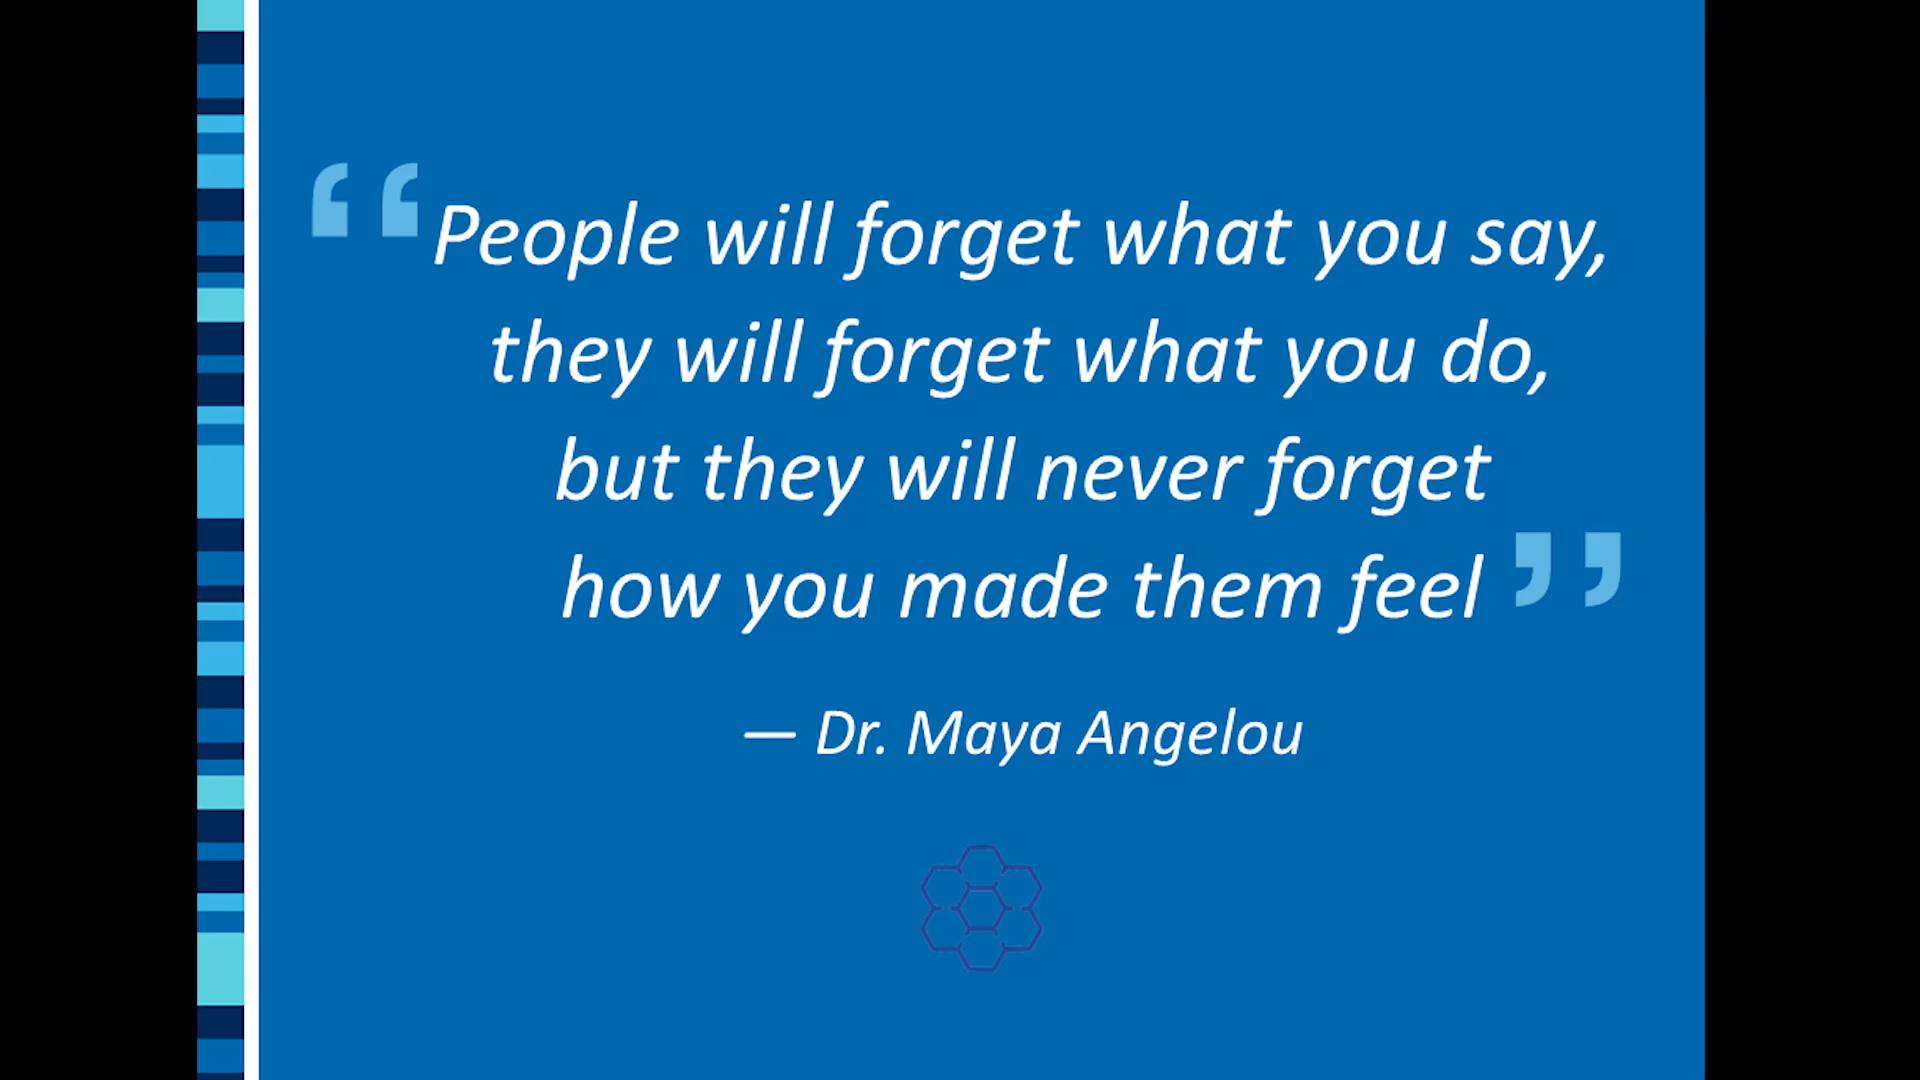 “People will forget what you say,
they will forget what you do,
but they will never forget
how you made them feel”
— Dr. Maya Angelou